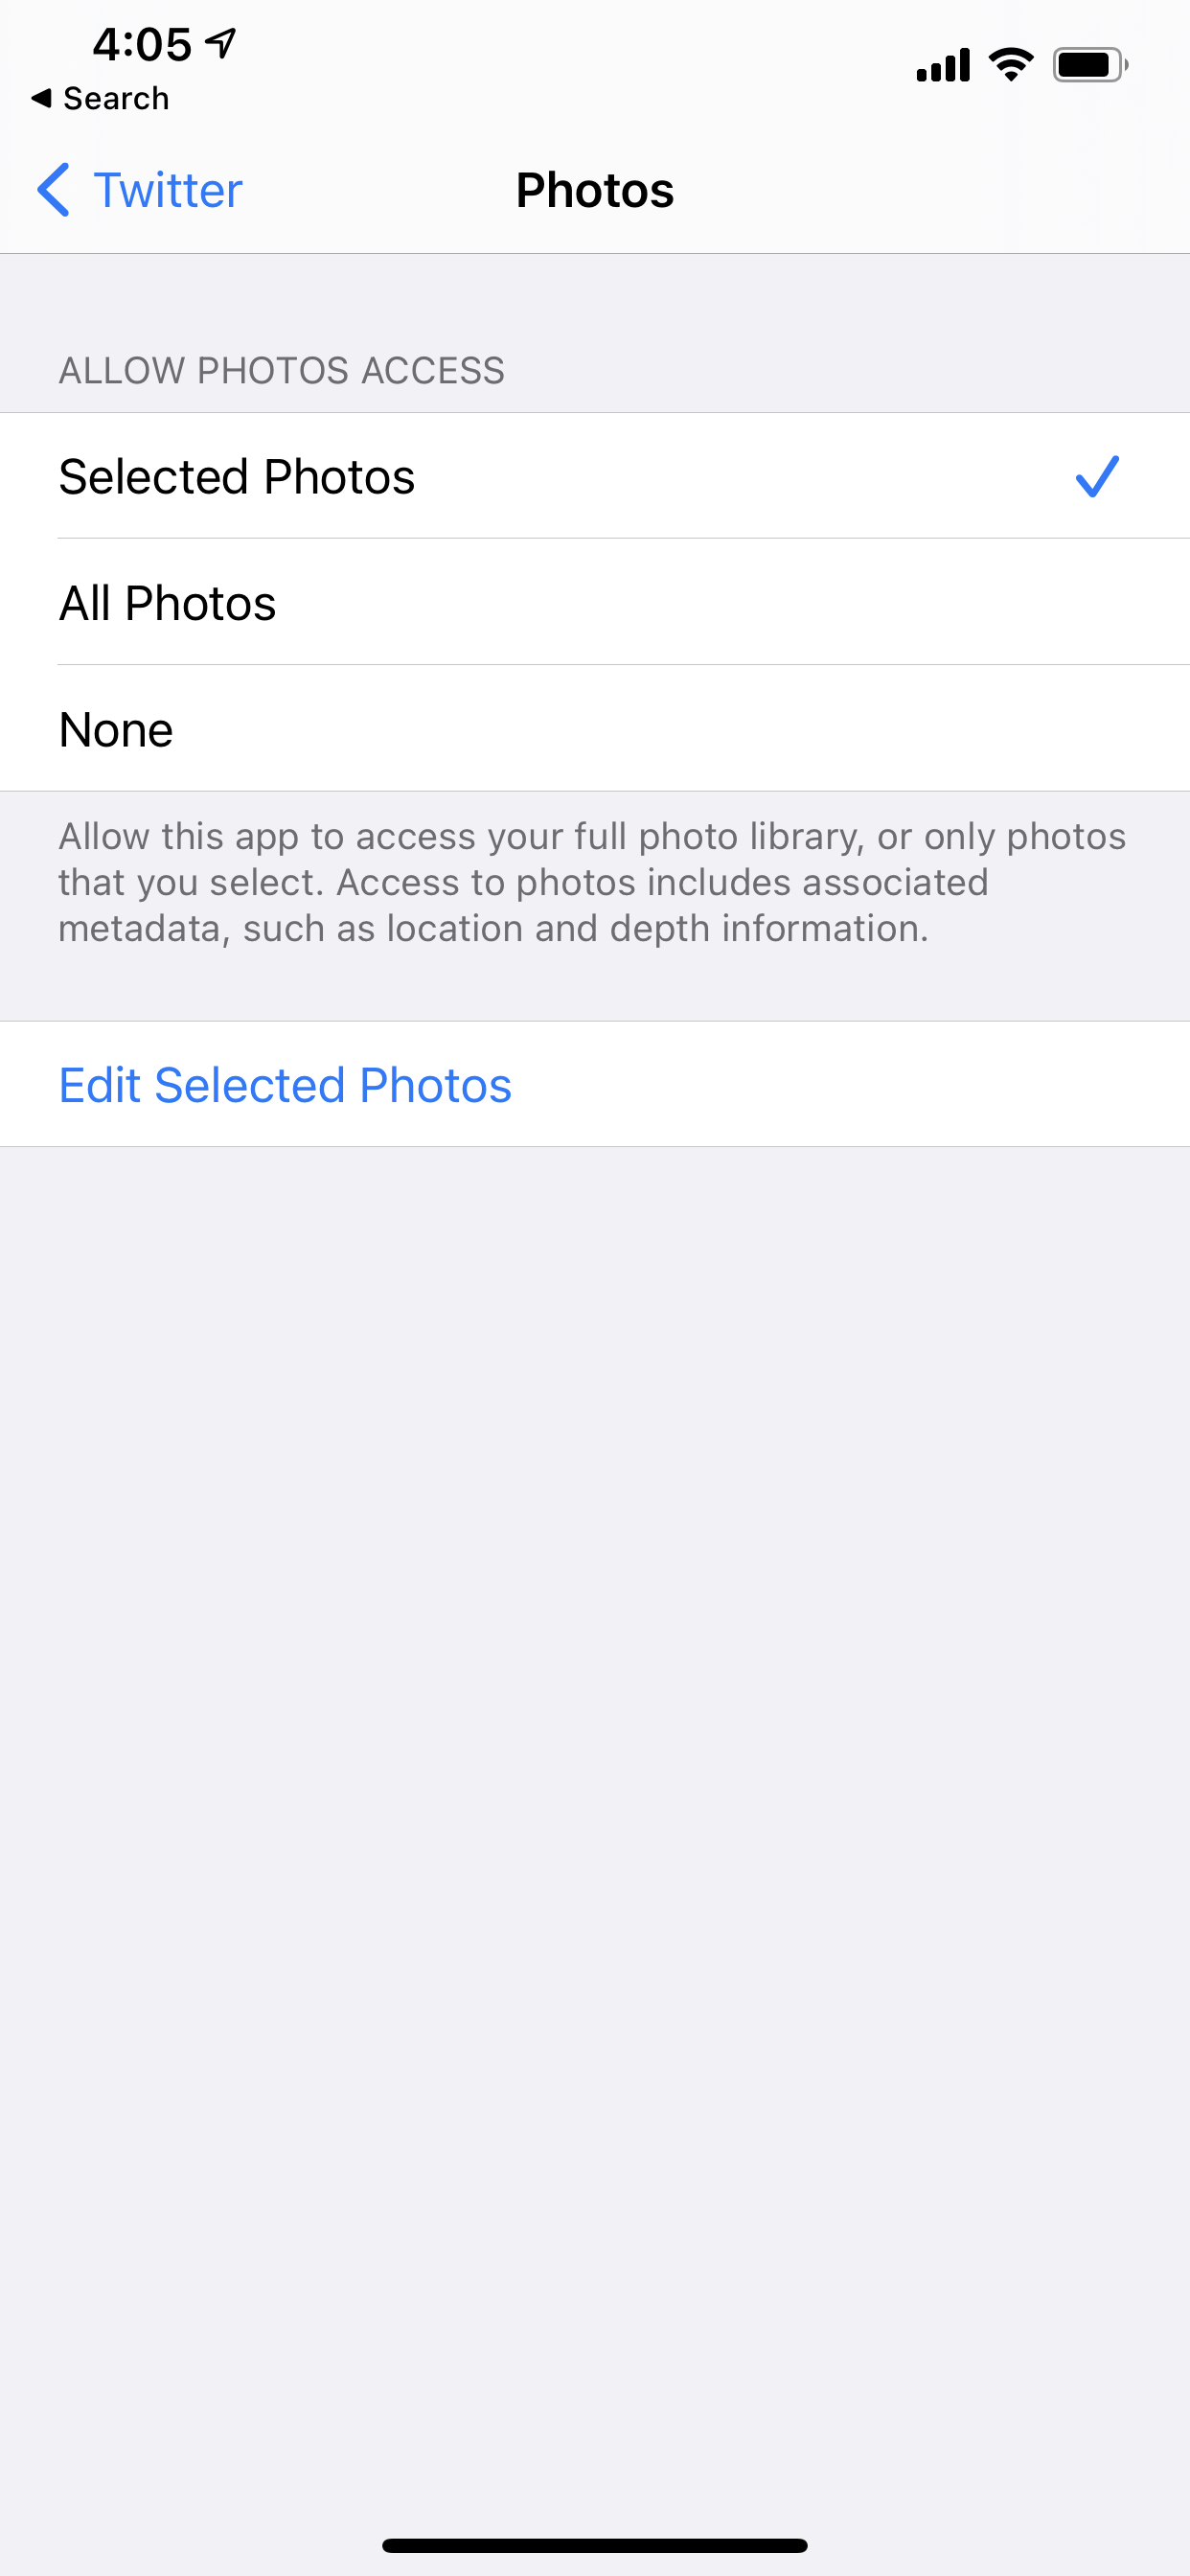 4:05
Search
Twitter
Photos
ALLOW PHOTOS ACCESS
Selected Photos
All Photos
None
Allow this app to access your full photo library, or only photos
that you select. Access to photos includes associated
metadata, such as location and depth information.
Edit Selected Photos